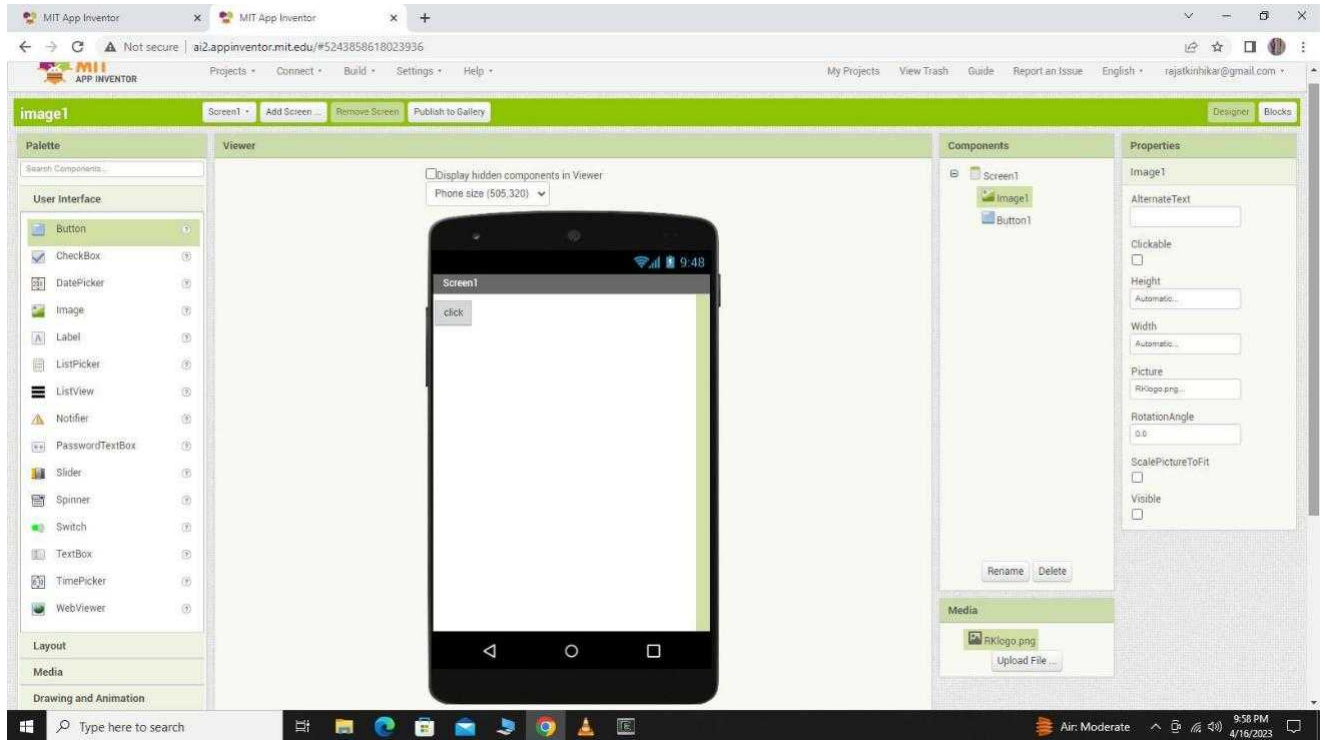 MIT App Inventor
MIT App Inventor
Not secure
ai2.appinventor.mit.edu/#5243858618023936
MIT
APP INVENTOR
Projects
Connect
Build
Settings
Help
My Projects
View Trash
Guide
Report an Issue
English
rajatkinhikar@gmail.com
image1
Screen1
Add Screen ...
Remove Screen
Publish to Gallery
Designer
Blocks
Palette
Search Components...
User Interface
Button
CheckBox
DatePicker
Image
Label
ListPicker
ListView
Notifier
PasswordTextBox
Slider
Spinner
Switch
TextBox
TimePicker
WebViewer
Layout
Media
Drawing and Animation
Viewer
Display hidden components in Viewer
Phone size (505,320)
9:48
Screen1
click
Components
Screen1
Image1
Button1
Rename
Delete
Media
RKlogo.png
Upload File ...
Properties
Image1
AlternateText
Clickable
Height
Automatic...
Width
Automatic...
Picture
RKlogo.png...
RotationAngle
0.0
ScalePictureToFit
Visible
Type here to search
Air: Moderate
9:58 PM
4/16/2023